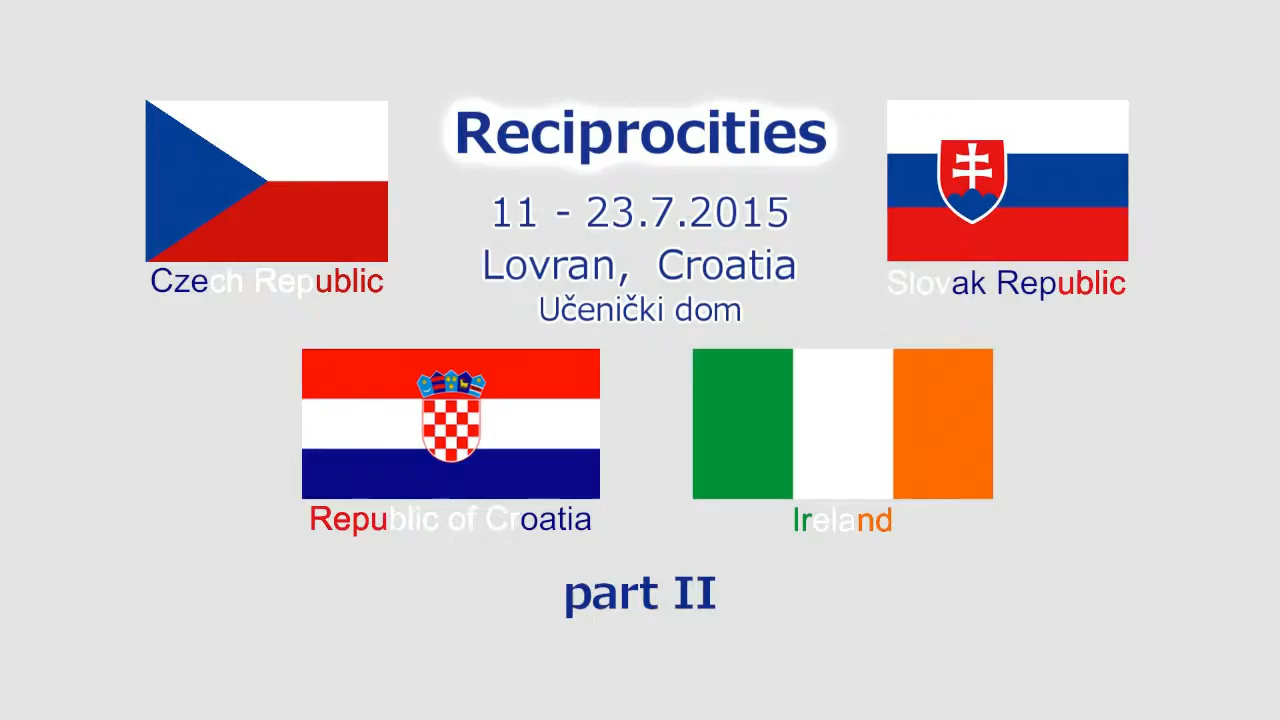 Reciprocities
11 - 23.7.2015
Lovran, Croatia
Učenički dom
Czech Republic
Slovak Republic
Republic of Croatia
Ireland
part II